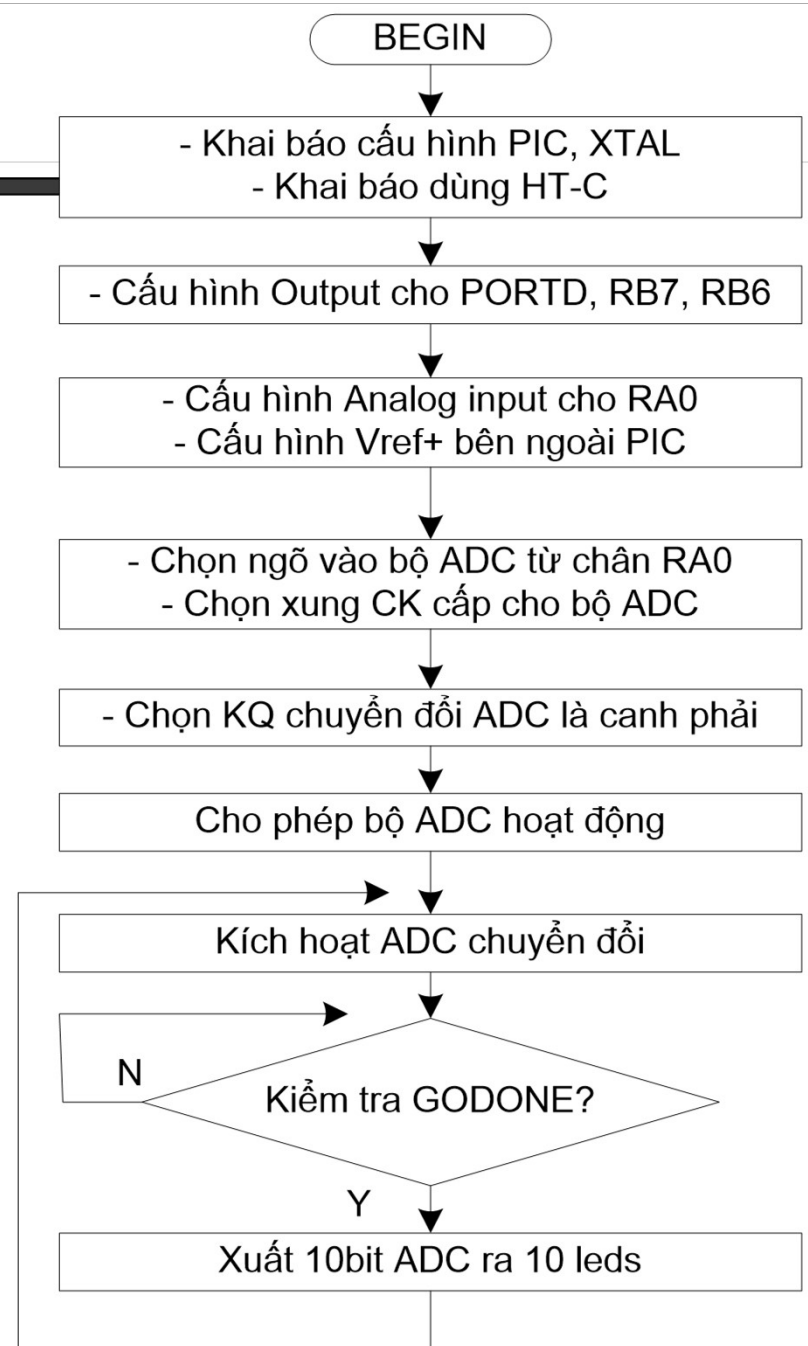 BEGIN
- Khai báo cấu hình PIC, XTAL
- Khai báo dùng HT-C
- Cấu hình Output cho PORTD, RB7, RB6
- Cấu hình Analog input cho RA0
- Cấu hình Vref+ bên ngoài PIC
- Chọn ngõ vào bộ ADC từ chân RA0
- Chọn xung CK cấp cho bộ ADC
- Chọn KQ chuyển đổi ADC là canh phải
Cho phép bộ ADC hoạt động
Kích hoạt ADC chuyển đổi
N
Kiểm tra GODONE?
Y
Xuất 10bit ADC ra 10 leds